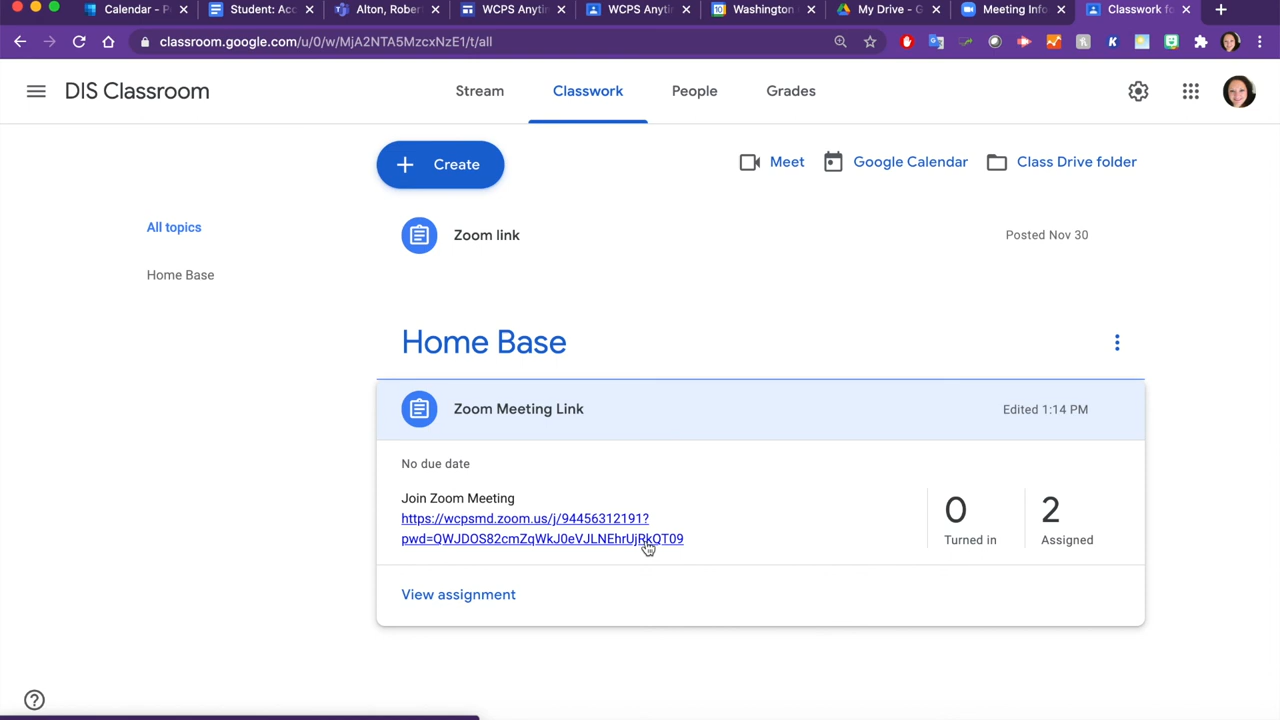 Calendar - P
Student: Acc
Alton, Rober
WCPS Anytin
WCPS Anytin
Washington
My Drive - G
Meeting Info
Classwork fo
classroom.google.com/u/0/w/MjA2NTA5MzcxNzE1/t/all
DIS Classroom
Stream
Classwork
People
Grades
Create
Meet
Google Calendar
Class Drive folder
All topics
Home Base
Zoom link
Posted Nov 30
Home Base
Zoom Meeting Link
Edited 1:14 PM
No due date
Join Zoom Meeting
https://wcpsmd.zoom.us/j/94456312191?
pwd=QWJDOS82cmZqWkJ0eVJLNEhrUjRkQT09
0
Turned in
2
Assigned
View assignment